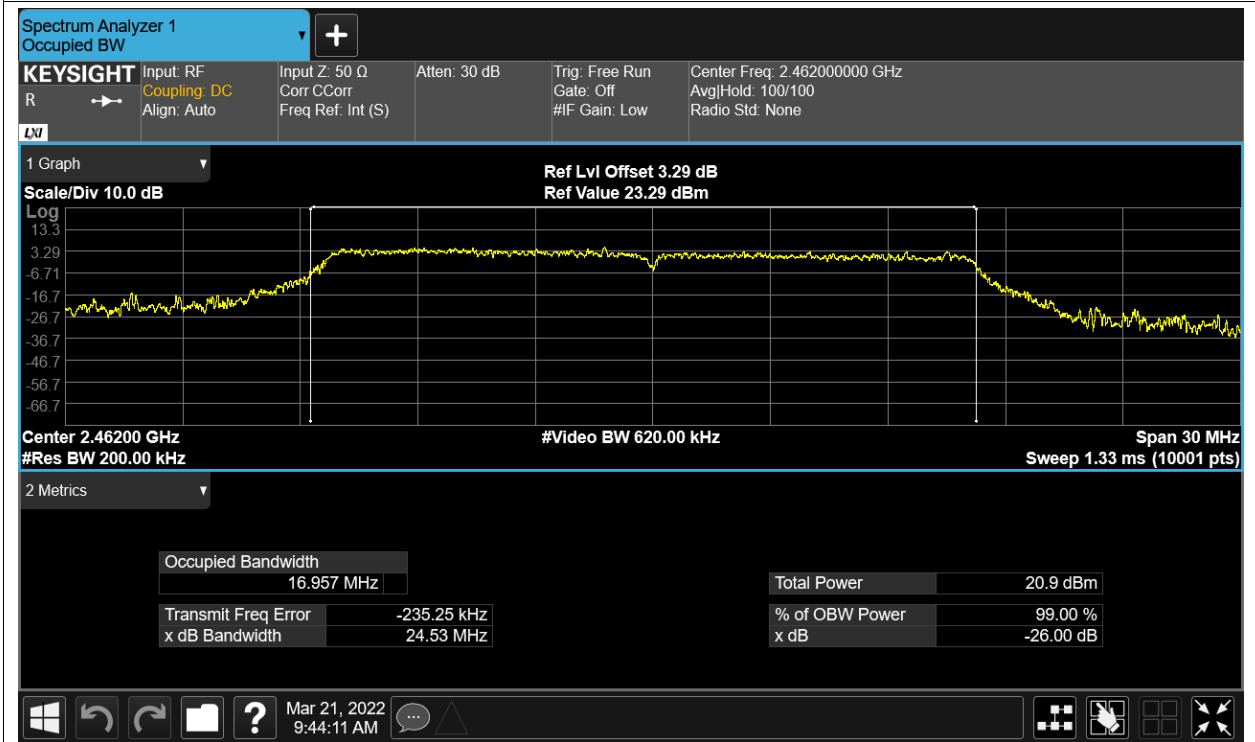 Spectrum Analyzer 1
Occupied BW
KEYSIGHT
R
LXI
Input: RF
Coupling: DC
Align: Auto
Input Z: 50 Ω
Corr CCorr
Freq Ref: Int (S)
Atten: 30 dB
Trig: Free Run
Gate: Off
#IF Gain: Low
Center Freq: 2.462000000 GHz
Avg|Hold: 100/100
Radio Std: None
1 Graph
Scale/Div 10.0 dB
Ref Lvl Offset 3.29 dB
Ref Value 23.29 dBm
Log
13.3
3.29
-6.71
-16.7
-26.7
-36.7
-46.7
-56.7
-66.7
Center 2.46200 GHz
#Res BW 200.00 kHz
#Video BW 620.00 kHz
Span 30 MHz
Sweep 1.33 ms (10001 pts)
2 Metrics
Occupied Bandwidth
16.957 MHz
Transmit Freq Error -235.25 kHz
x dB Bandwidth 24.53 MHz
Total Power 20.9 dBm
% of OBW Power 99.00 %
x dB -26.00 dB
?
Mar 21, 2022
9:44:11 AM